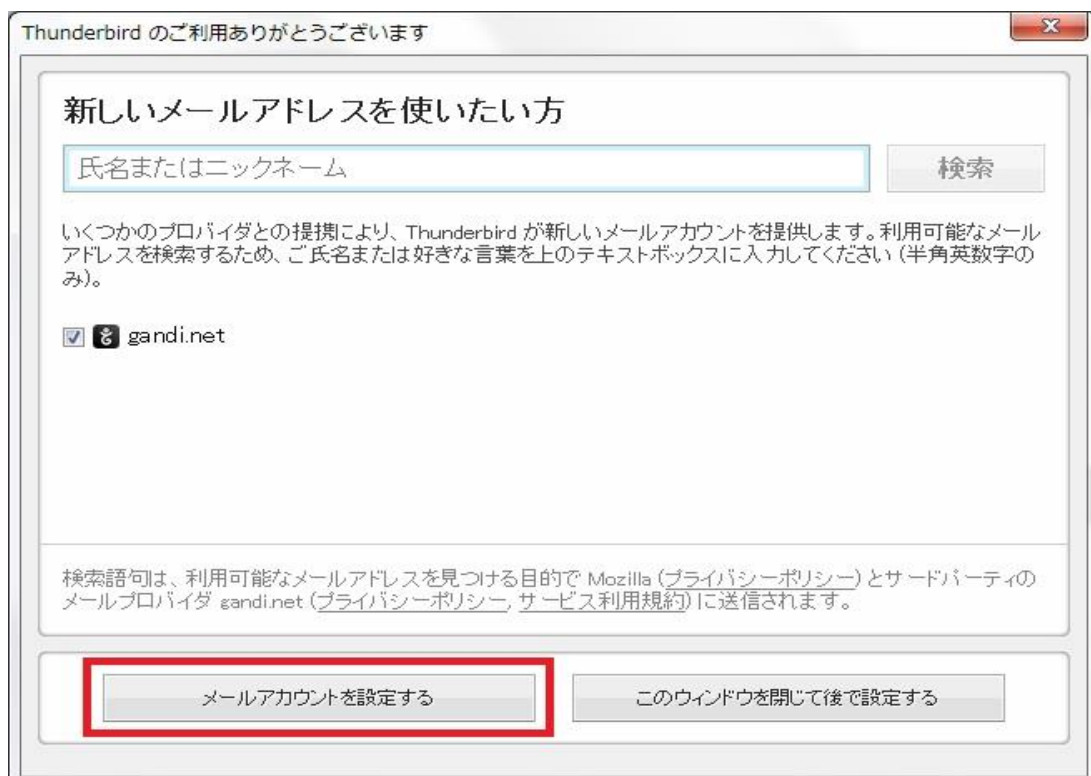 Thunderbird のご利用ありがとうございます
新しいメールアドレスを使いたい方
氏名またはニックネーム
検索
いくつかのプロバイダとの提携により、Thunderbird が新しいメールアカウントを提供します。利用可能なメール
アドレスを検索するため、ご氏名または好きな言葉を上のテキストボックスに入力してください (半角英数字の
み)。
gandi.net
検索語句は、利用可能なメールアドレスを見つける目的で Mozilla (プライバシーポリシー) とサードパーティの
メールプロバイダ gandi.net (プライバシーポリシー, サービス利用規約) に送信されます。
メールアカウントを設定する
このウィンドウを閉じて後で設定する